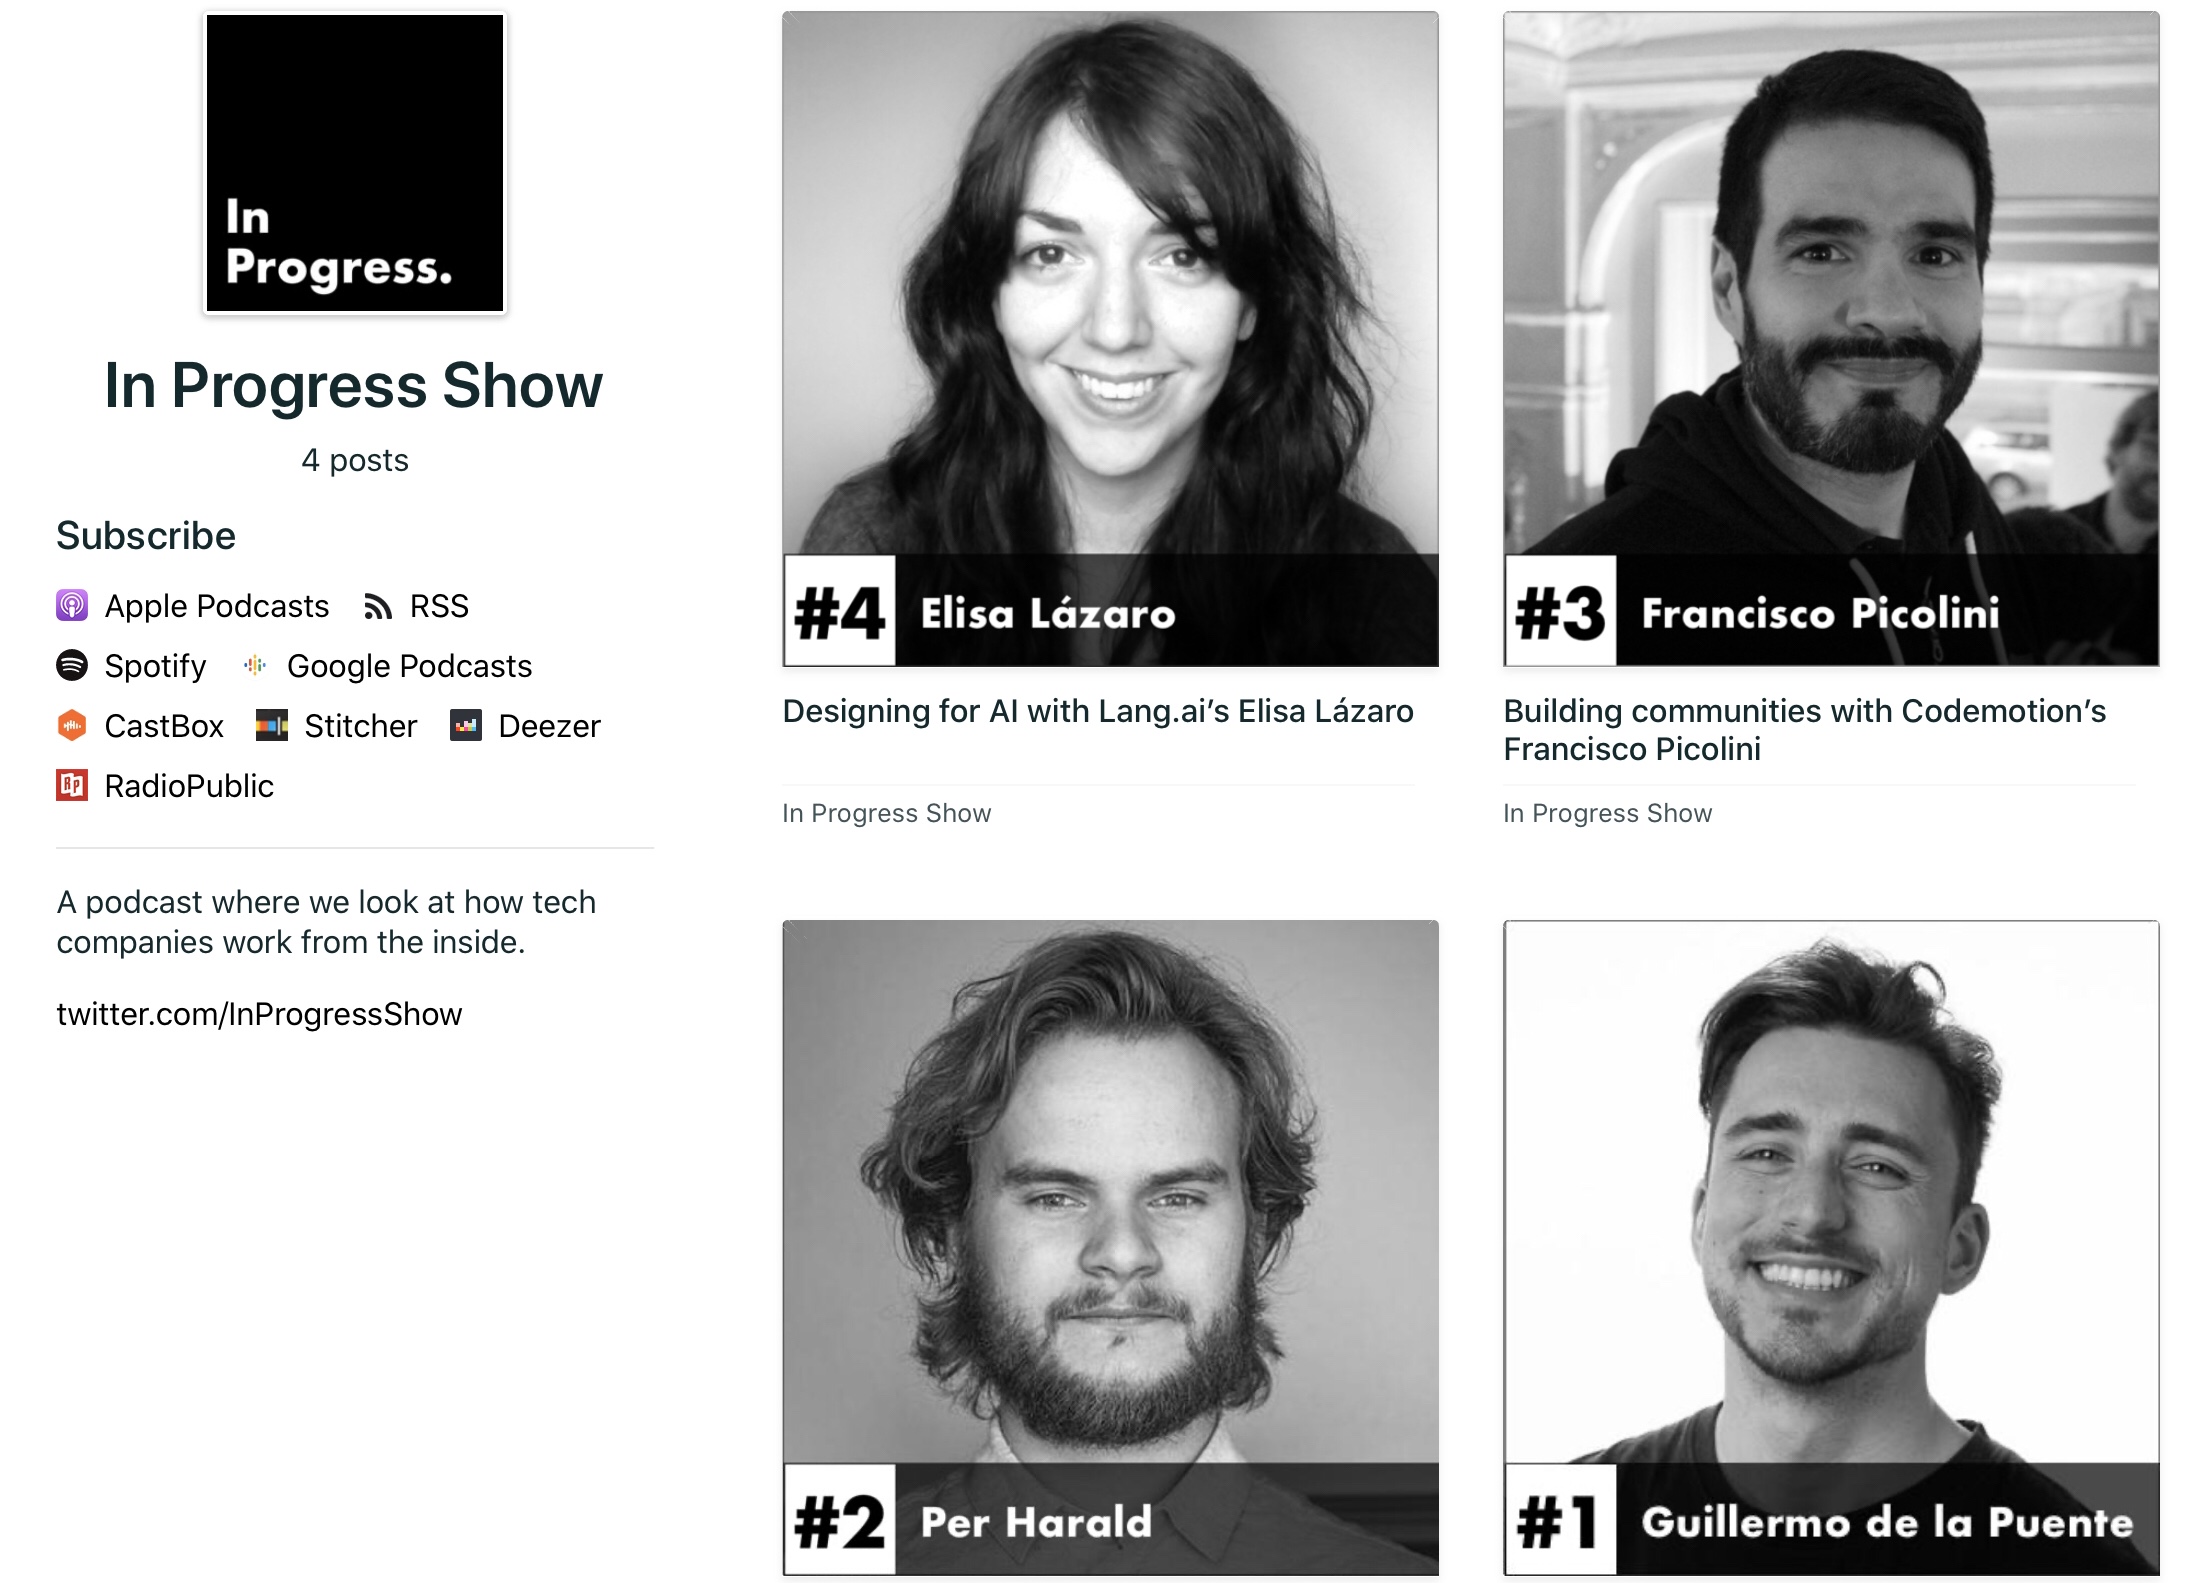 In
Progress.
In Progress Show
4 posts
Subscribe
Apple Podcasts RSS
Spotify Google Podcasts
CastBox Stitcher Deezer
RP RadioPublic
A podcast where we look at how tech
companies work from the inside.
twitter.com/InProgressShow
#4 Elisa Lázaro
Designing for AI with Lang.ai’s Elisa Lázaro
In Progress Show
#3 Francisco Picolini
Building communities with Codemotion’s
Francisco Picolini
In Progress Show
#2 Per Harald
#1 Guillermo de la Puente